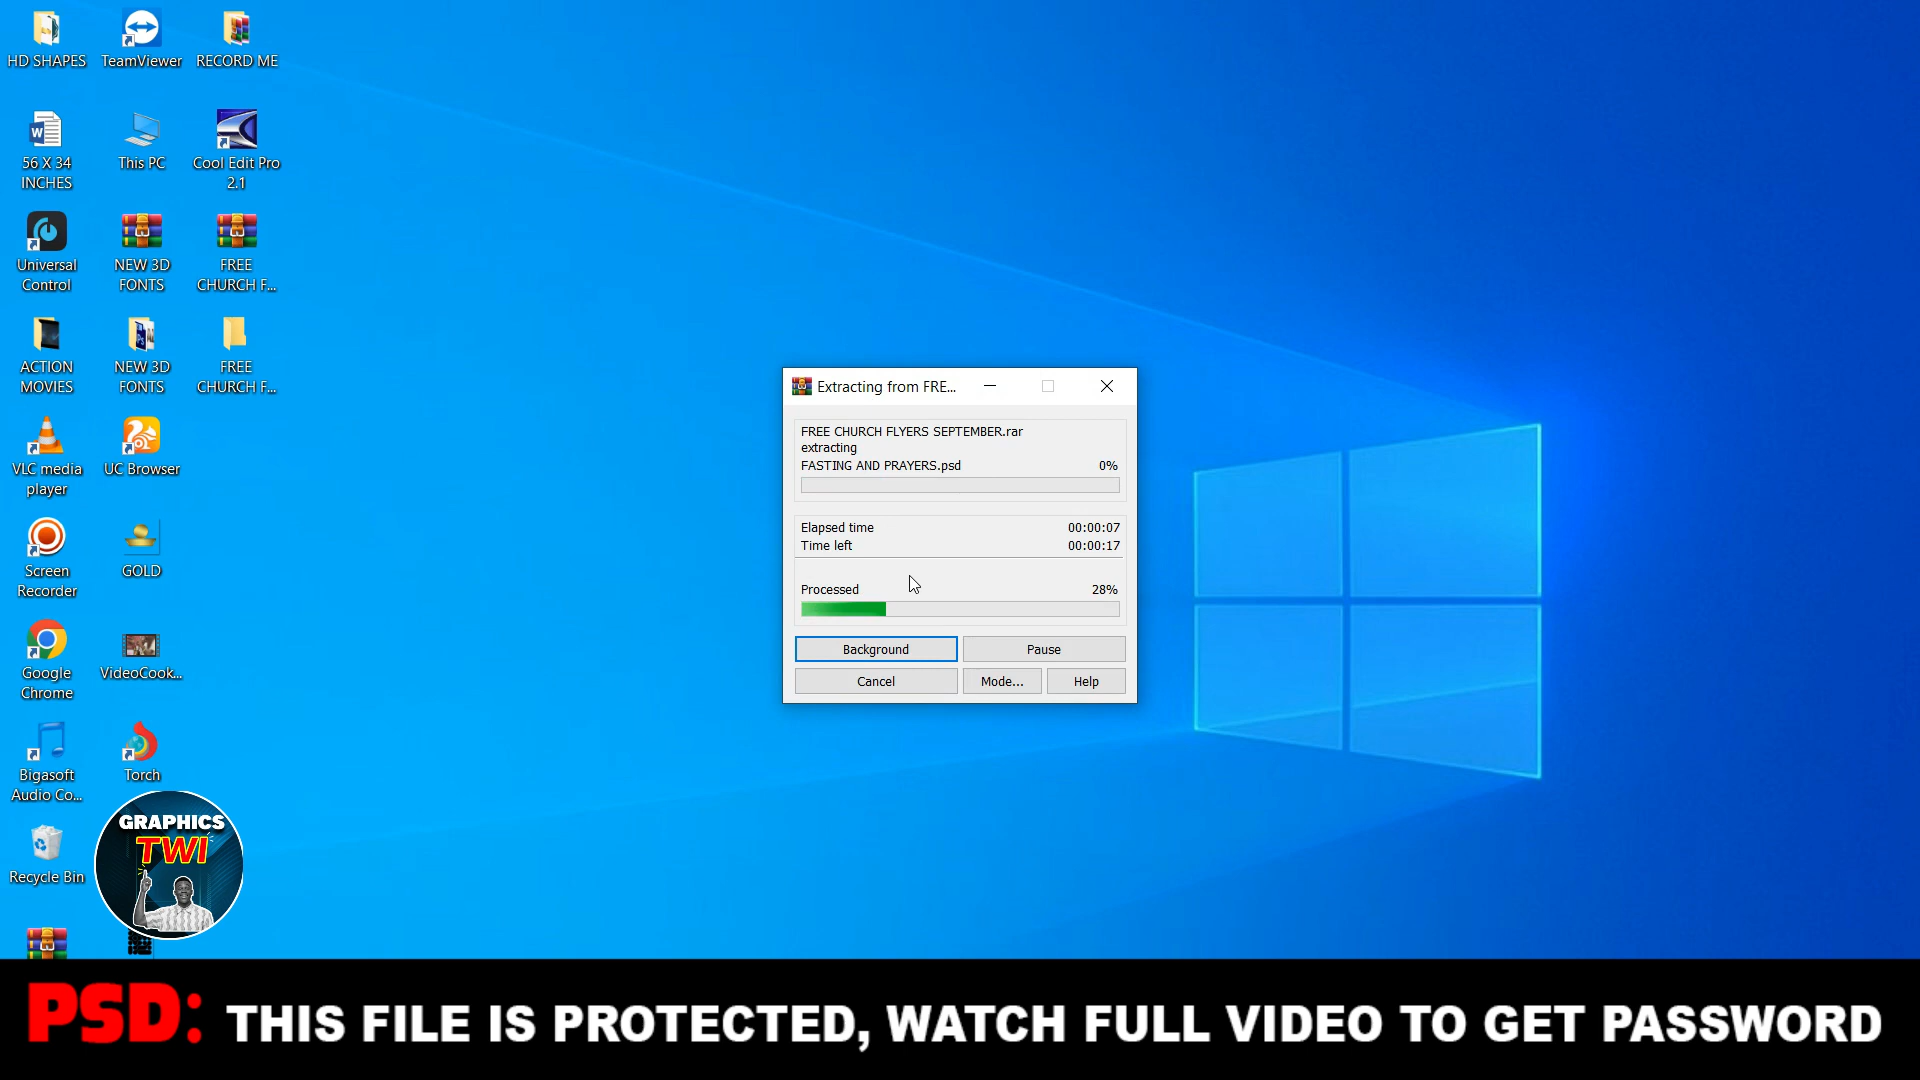 HD SHAPES
TeamViewer
RECORD ME
56 X 34
INCHES
This PC
Cool Edit Pro
2.1
Universal
Control
NEW 3D
FONTS
FREE
CHURCH F...
ACTION
MOVIES
NEW 3D
FONTS
FREE
CHURCH F...
VLC media
player
UC Browser
Screen
Recorder
GOLD
Google
Chrome
VideoCook...
Bigasoft
Audio Co...
Torch
Recycle Bin
GRAPHICS
TWI
Extracting from FRE...
FREE CHURCH FLYERS SEPTEMBER.rar
extracting
FASTING AND PRAYERS.psd 0%
Elapsed time 00:00:07
Time left 00:00:17
Processed 28%
Background Pause
Cancel Mode... Help
PSD: THIS FILE IS PROTECTED, WATCH FULL VIDEO TO GET PASSWORD